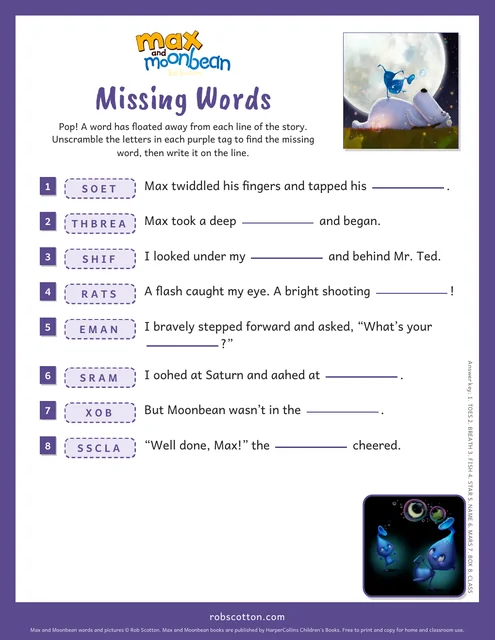 max
and
moonbean
Missing Words
Pop! A word has floated away from each line of the story.
Unscramble the letters in each purple tag to find the missing
word, then write it on the line.
1 SOET Max twiddled his fingers and tapped his ________.
2 THBREA Max took a deep ________ and began.
3 SHIF I looked under my ________ and behind Mr. Ted.
4 RATS A flash caught my eye. A bright shooting ________!
5 EMAN I bravely stepped forward and asked, “What’s your
________?”
6 SRAM I oohed at Saturn and aahed at ________.
7 XOB But Moonbean wasn’t in the ________.
8 SSCLA “Well done, Max!” the ________ cheered.
Answer key: 1. TOES 2. BREATH 3. FISH 4. STAR 5. NAME 6. MARS 7. BOX 8. CLASS
robscotton.com
Max and Moonbean words and pictures © Rob Scotton. Max and Moonbean books are published by HarperCollins Children’s Books. Free to print and copy for home and classroom use.